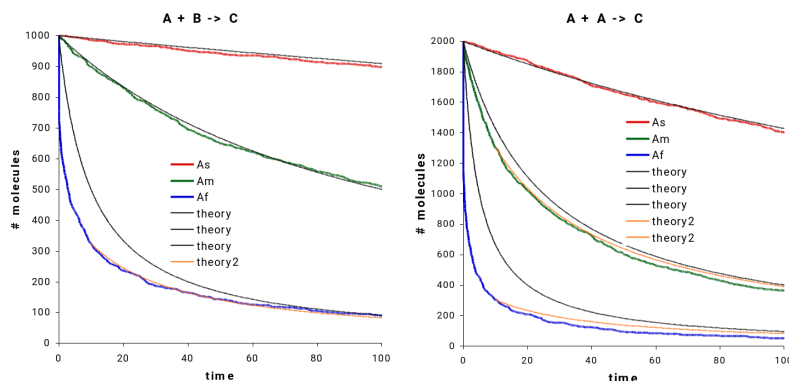 A + B -> C
1000
900
800
700
600
500
400
300
200
100
0
# molecules
As
Am
Af
theory
theory
theory
theory2
0
20
40
60
80
100
time
A + A -> C
2000
1800
1600
1400
1200
1000
800
600
400
200
0
# molecules
As
Am
Af
theory
theory
theory
theory2
theory2
0
20
40
60
80
100
time